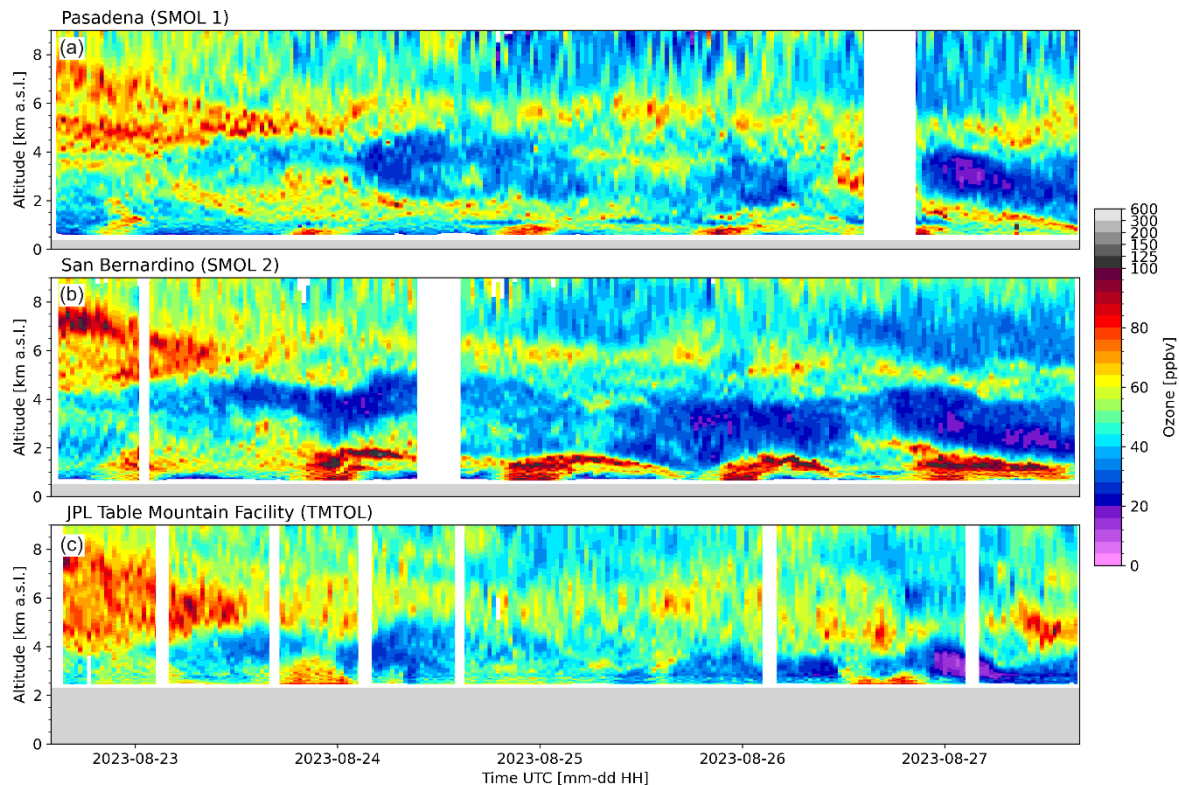 Pasadena (SMOL 1)
(a)
8
6
4
2
0
Altitude [km a.s.l.]
San Bernardino (SMOL 2)
(b)
8
6
4
2
0
Altitude [km a.s.l.]
JPL Table Mountain Facility (TMTOL)
(c)
8
6
4
2
0
Altitude [km a.s.l.]
2023-08-23 2023-08-24 2023-08-25 2023-08-26 2023-08-27
Time UTC [mm-dd HH]
600
300
200
150
125
100
80
60
40
20
0
Ozone [ppbv]